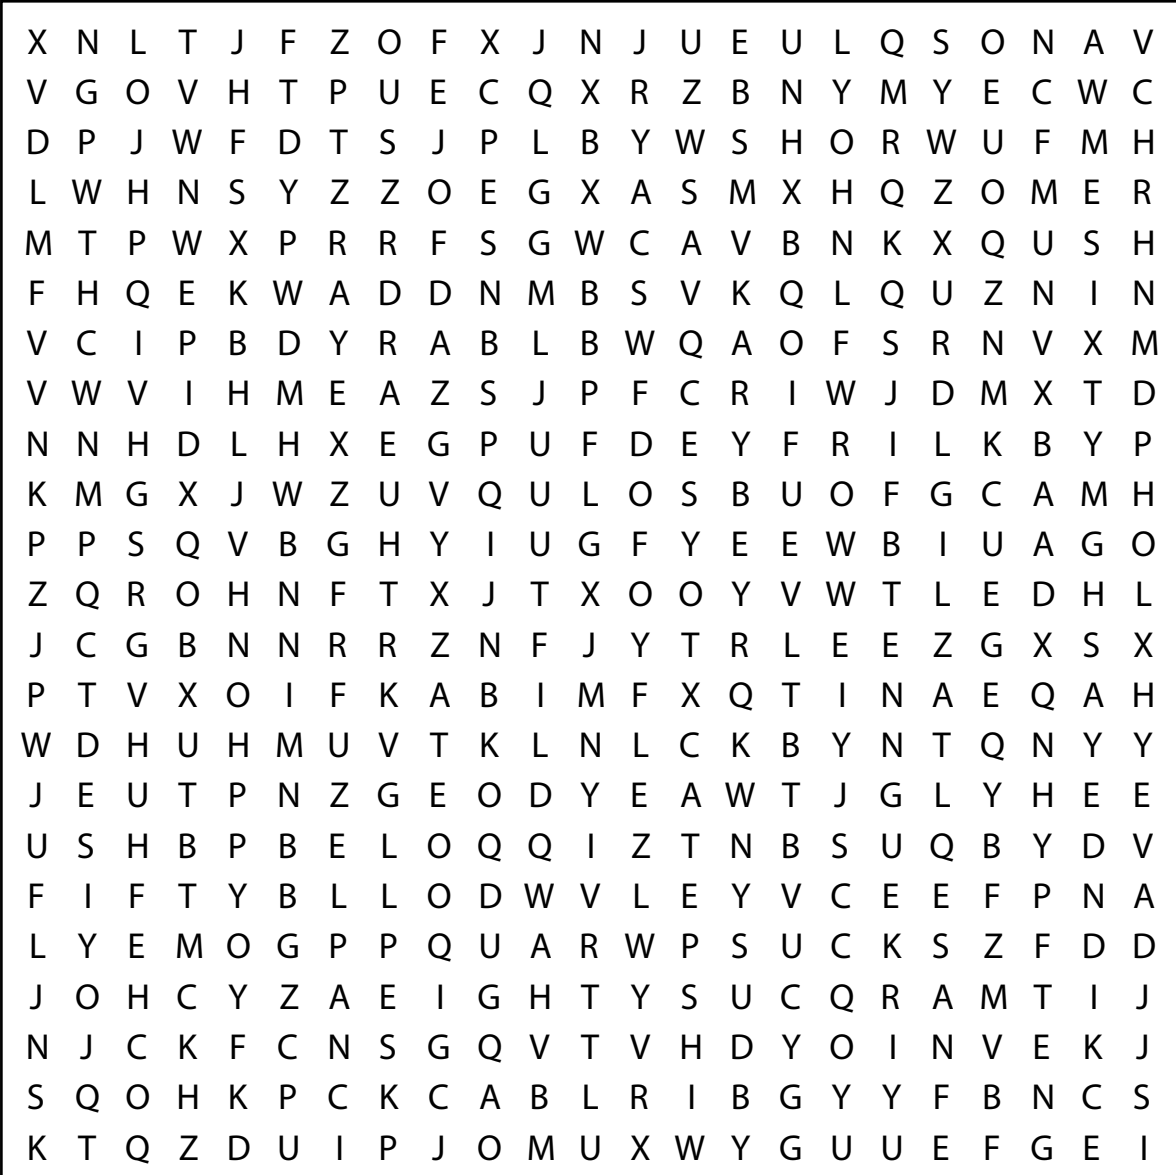 X N L T J F Z O F X J N J U E U L Q S O N A V
V G O V H T P U E C Q X R Z B N Y M Y E C W C
D P J W F D T S J P L B Y W S H O R W U F M H
L W H N S Y Z Z O E G X A S M X H Q Z O M E R
M T P W X P R R F S G W C A V B N K X Q U S H
F H Q E K W A D D N M B S V K Q L Q U Z N I N
V C I P B D Y R A B L B W Q A O F S R N V X M
V W V I H M E A Z S J P F C R I W J D M X T D
N N H D L H X E G P U F D E Y F R I L K B Y P
K M G X J W Z U V Q U L O S B U O F G C A M H
P P S Q V B G H Y I U G F Y E E W B I U A G O
Z Q R O H N F T X J T X O O Y V W T L E D H L
J C G B N N R R Z N F J Y T R L E E Z G X S X
P T V X O I F K A B I M F X Q T I N A E Q A H
W D H U H M U V T K L N L C K B Y N T Q N Y Y
J E U T P N Z G E O D Y E A W T J G L Y H E E
U S H B P B E L O Q Q I Z T N B S U Q B Y D V
F I F T Y B L L O D W V L E Y V C E E F P N A
L Y E M O G P P Q U A R W P S U C K S Z F D D
J O H C Y Z A E I G H T Y S U C Q R A M T I J
N J C K F C N S G Q V T V H D Y O I N V E K J
S Q O H K P C K C A B L R I B G Y Y F B N C S
K T Q Z D U I P J O M U X W Y G U U E F G E I